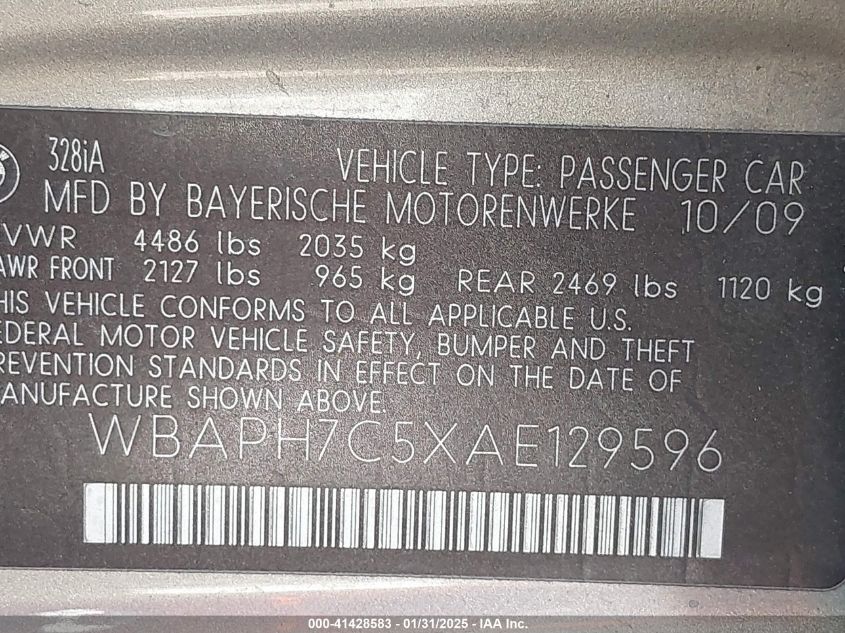 328iA VEHICLE TYPE: PASSENGER CAR
MFD BY BAYERISCHE MOTORENWERKE 10/09
VWR 4486 lbs 2035 kg
AWR FRONT 2127 lbs 965 kg REAR 2469 lbs 1120 kg
HIS VEHICLE CONFORMS TO ALL APPLICABLE U.S.
EDERAL MOTOR VEHICLE SAFETY, BUMPER AND THEFT
REVENTION STANDARDS IN EFFECT ON THE DATE OF
ANUFACTURE SHOWN ABOVE.
WBAPH7C5XAE129596
000-41428583 - 01/31/2025 - IAA Inc.